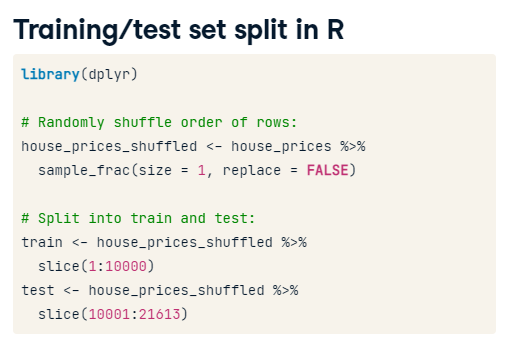 Training/test set split in R
library(dplyr)
# Randomly shuffle order of rows:
house_prices_shuffled <- house_prices %>%
sample_frac(size = 1, replace = FALSE)
# Split into train and test:
train <- house_prices_shuffled %>%
slice(1:10000)
test <- house_prices_shuffled %>%
slice(10001:21613)